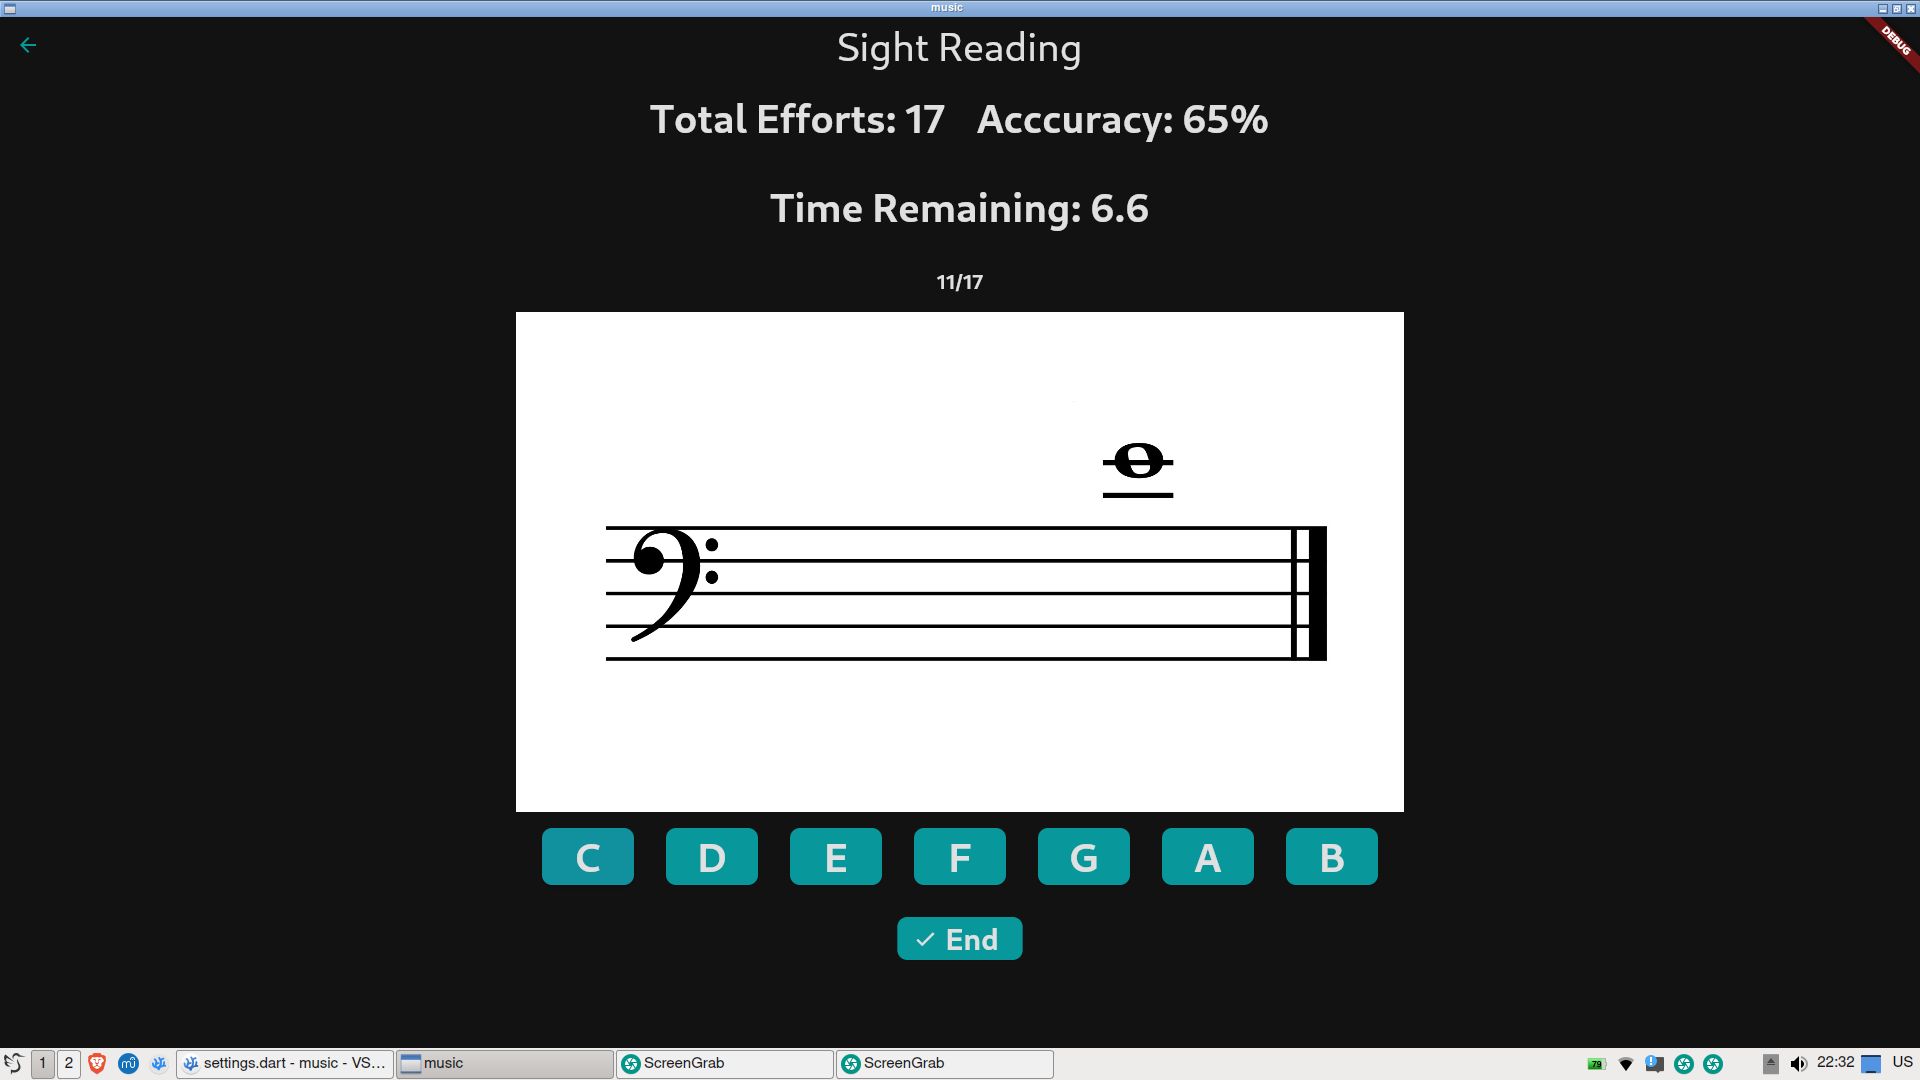 music
DEBUG
Sight Reading
Total Efforts: 17 Acccuracy: 65%
Time Remaining: 6.6
11/17
C D E F G A B
End
1 2 settings.dart - music - VS... music ScreenGrab ScreenGrab 79 22:32 US